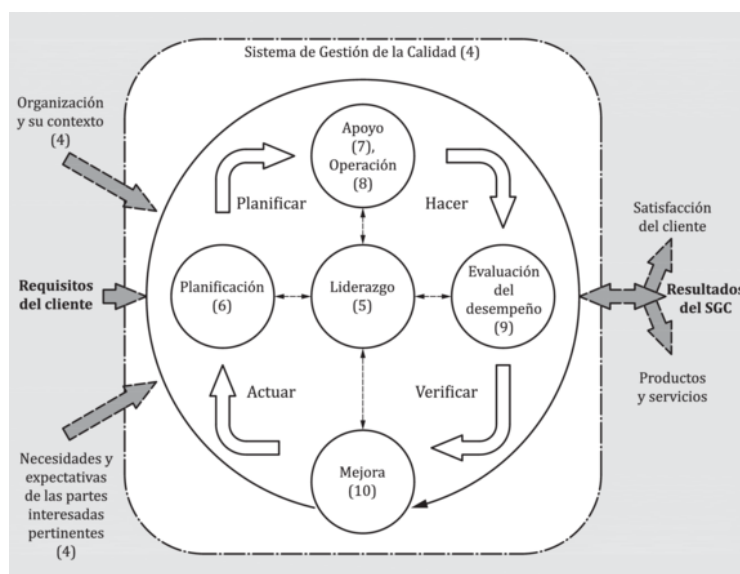 Sistema de Gestión de la Calidad (4)
Organización
y su contexto
(4)
Apoyo
(7),
Operación
(8)
Planificar
Hacer
Satisfacción
del cliente
Requisitos
del cliente
Planificación
(6)
Liderazgo
(5)
Evaluación
del
desempeño
(9)
Resultados
del SGC
Actuar
Verificar
Productos
y servicios
Necesidades y
expectativas
de las partes
interesadas
pertinentes
(4)
Mejora
(10)